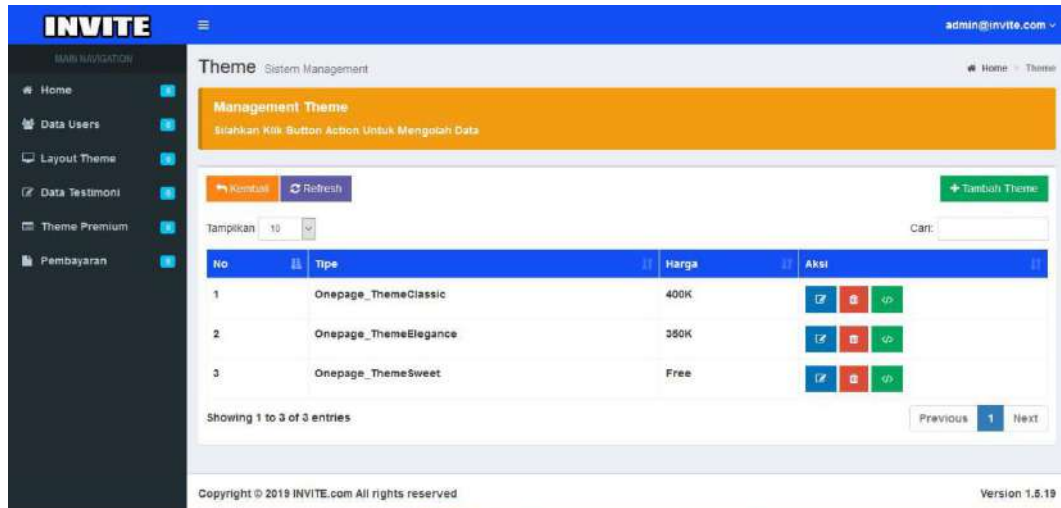 INVITE
admin@invite.com
MAIN NAVIGATION
Home
Data Users
Layout Theme
Data Testimoni
Theme Premium
Pembayaran
Theme Sistem Management
Home > Theme
Management Theme
Silahkan Klik Button Action Untuk Mengolah Data
Kembali Refresh
+ Tambah Theme
Tampilkan 10
Cari:
No Tipe Harga Aksi
1 Onepage_ThemeClassic 400K
2 Onepage_ThemeElegance 350K
3 Onepage_ThemeSweet Free
Showing 1 to 3 of 3 entries
Previous 1 Next
Copyright © 2019 INVITE.com All rights reserved
Version 1.5.19